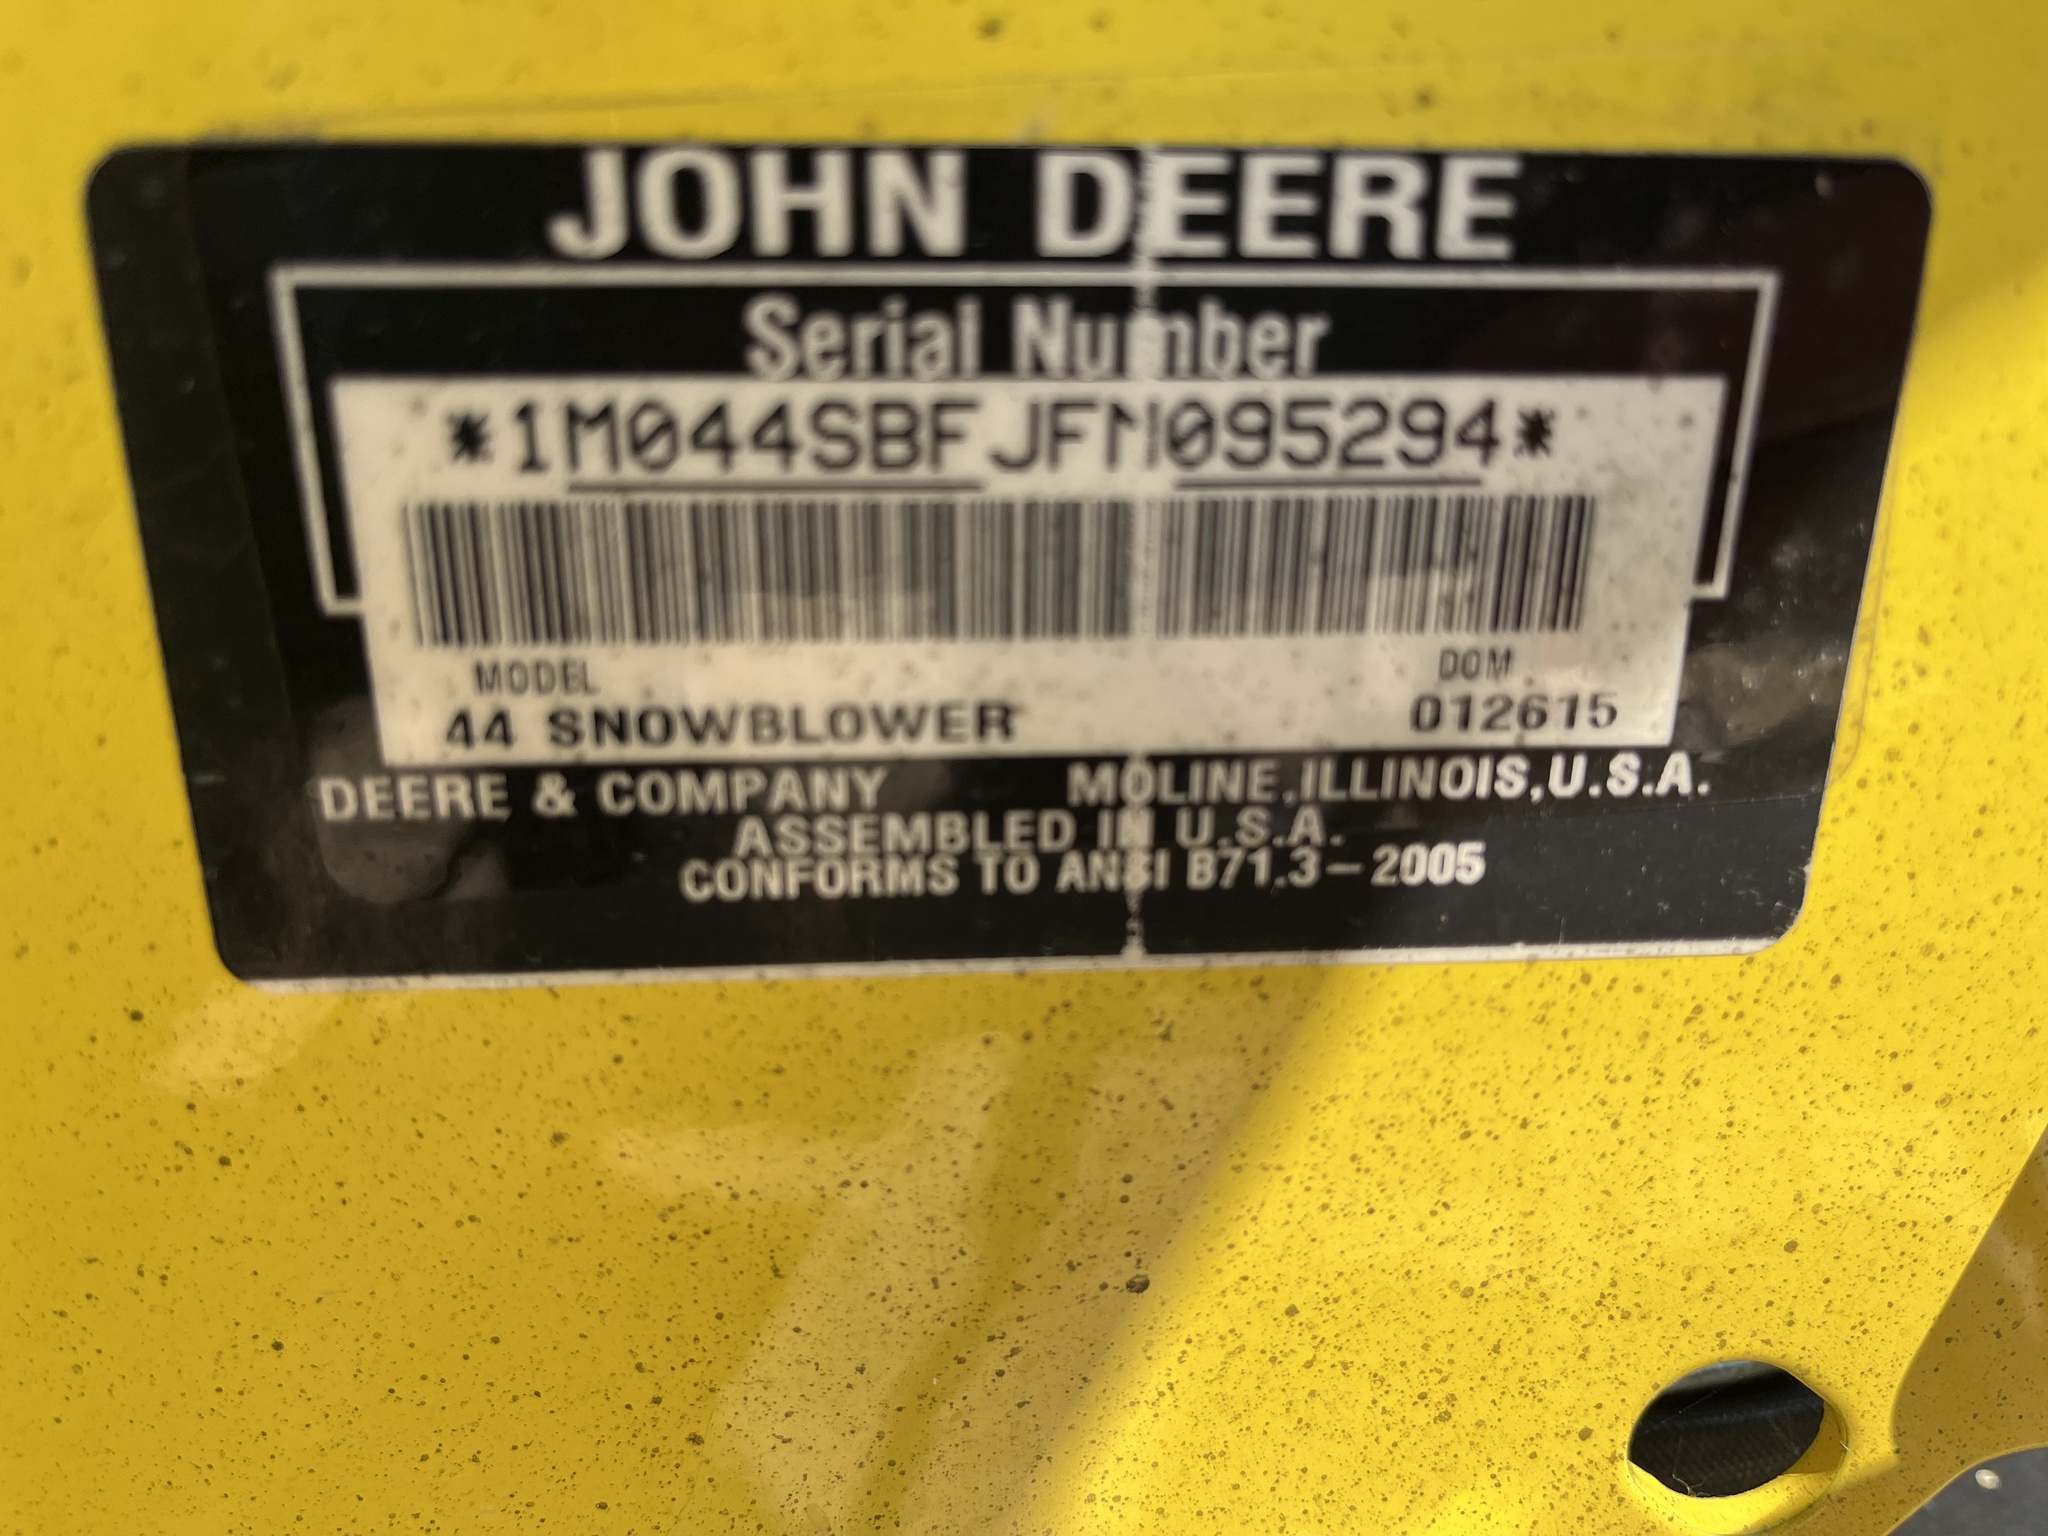 JOHN DEERE
Serial Number
*1M044SBFJFM095294*
MODEL
DOM
44 SNOWBLOWER
012615
DEERE & COMPANY
MOLINE, ILLINOIS, U.S.A.
ASSEMBLED IN U.S.A.
CONFORMS TO ANSI B71.3-2005